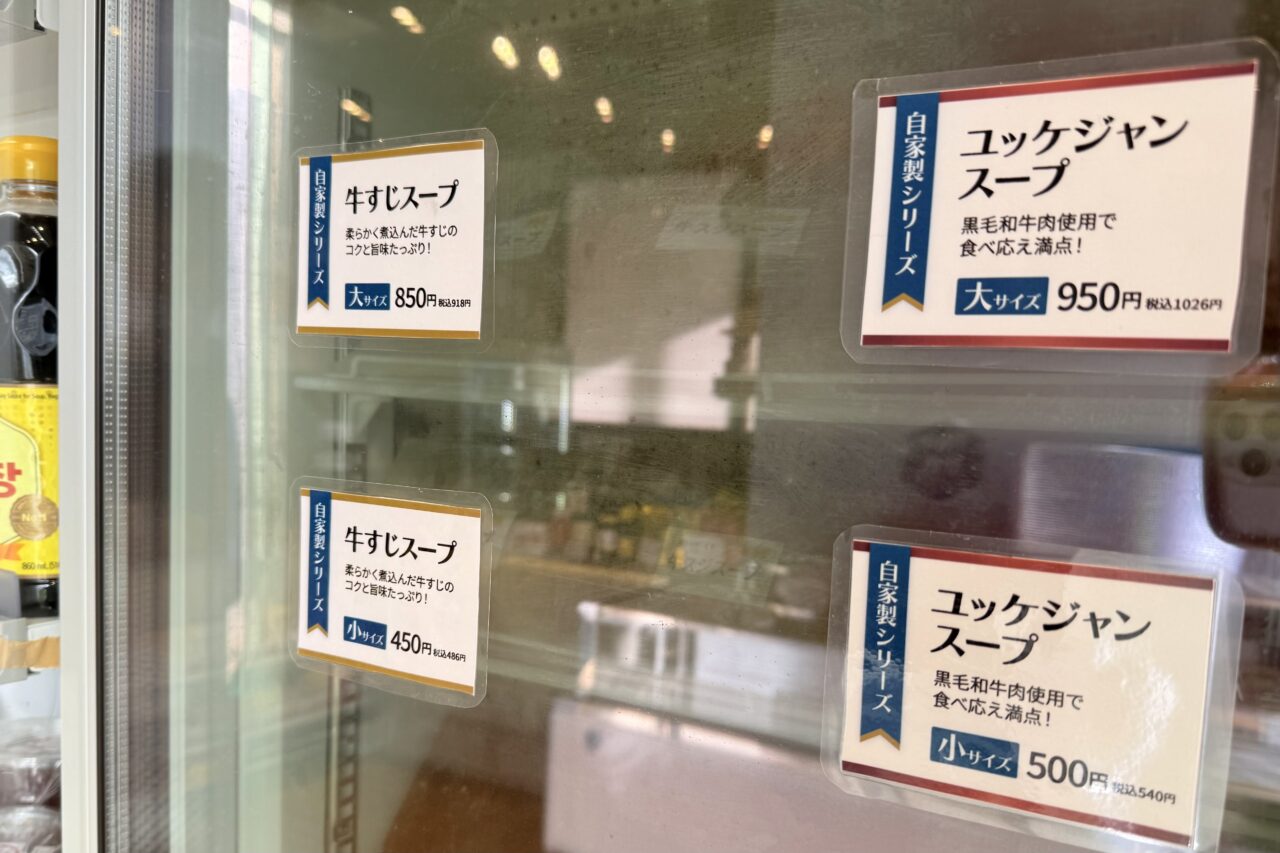 自家製シリーズ
牛すじスープ
柔らかく煮込んだ牛すじの
コクと旨味たっぷり!
大サイズ 850円 税込918円
自家製シリーズ
ユッケジャン
スープ
黒毛和牛肉使用で
食べ応え満点!
大サイズ 950円 税込1026円
自家製シリーズ
牛すじスープ
柔らかく煮込んだ牛すじの
コクと旨味たっぷり!
小サイズ 450円 税込486円
自家製シリーズ
ユッケジャン
スープ
黒毛和牛肉使用で
食べ応え満点!
小サイズ 500円 税込540円
장